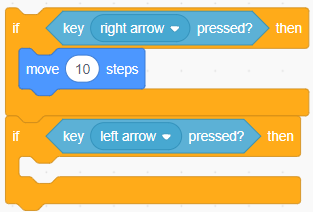 if key right arrow pressed? then
move 10 steps
if key left arrow pressed? then